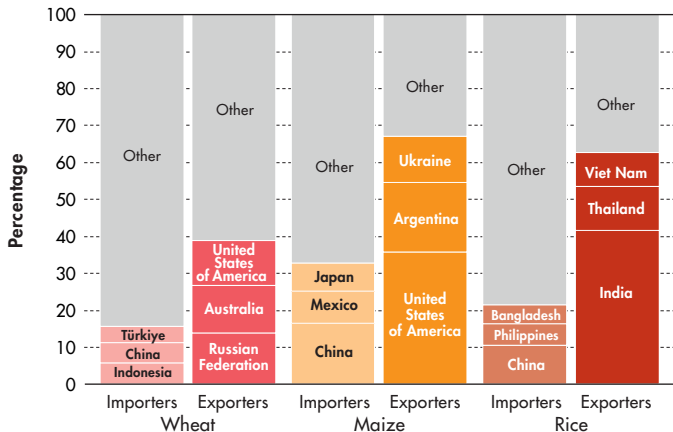 100
90
80
70
60
50
40
30
20
10
0
Percentage
Other
Türkiye
China
Indonesia
Other
United
States
of America
Australia
Russian
Federation
Other
Japan
Mexico
China
Other
Ukraine
Argentina
United
States
of America
Other
Bangladesh
Philippines
China
Other
Viet Nam
Thailand
India
Importers Exporters Importers Exporters Importers Exporters
Wheat Maize Rice